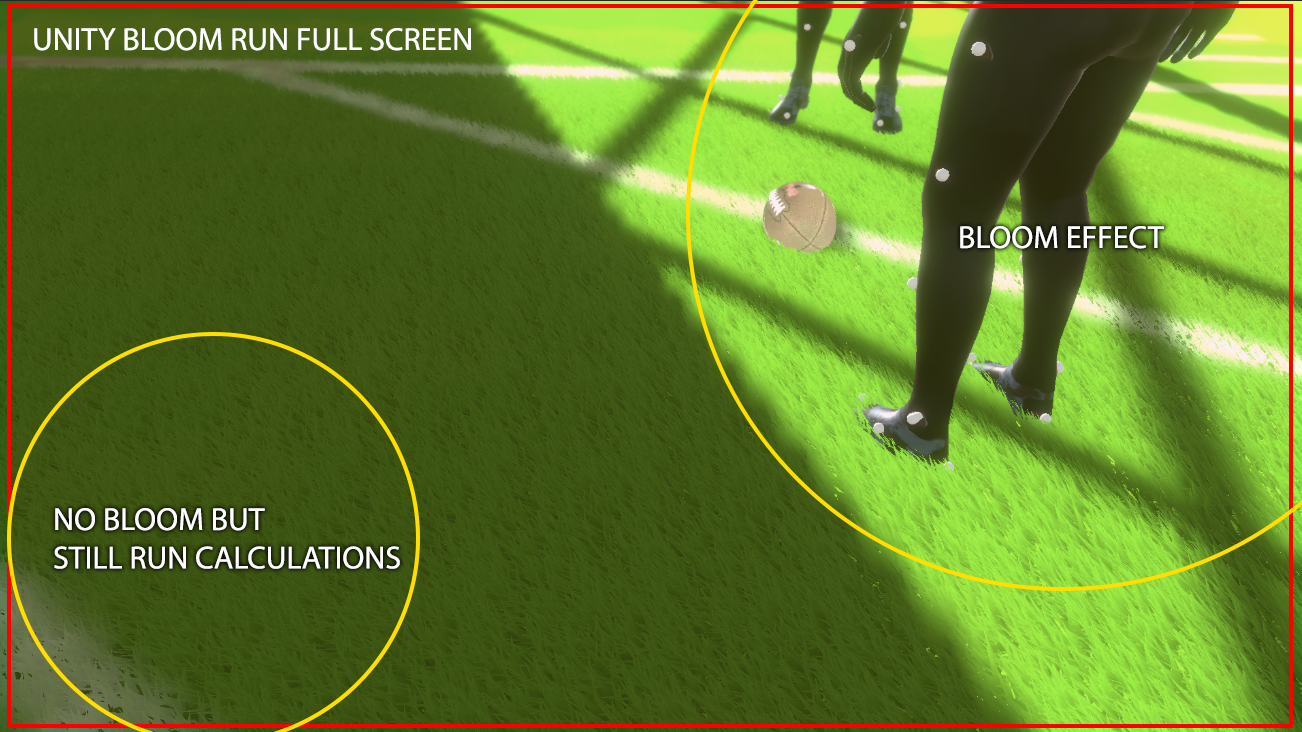 UNITY BLOOM RUN FULL SCREEN
BLOOM EFFECT
NO BLOOM BUT
STILL RUN CALCULATIONS